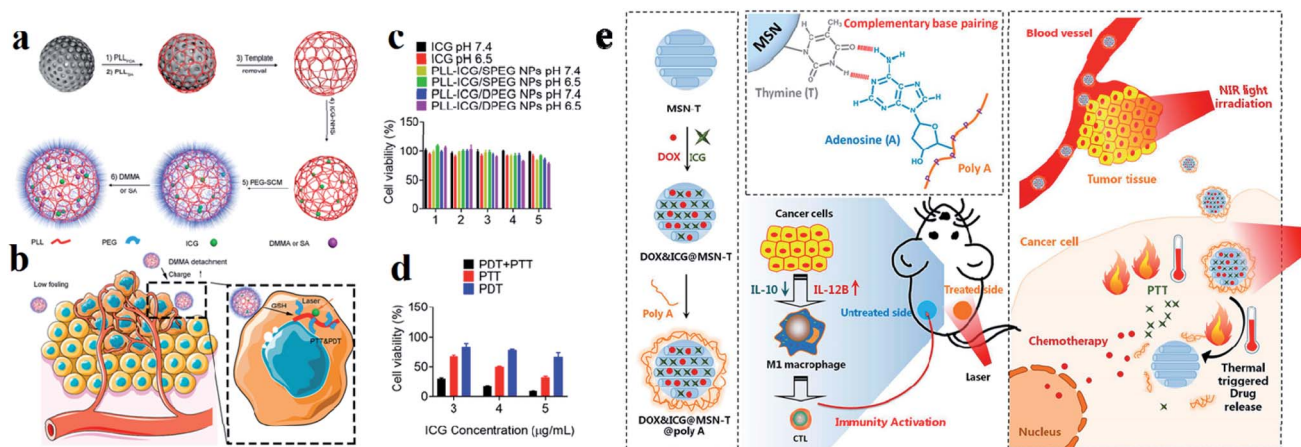 a
1) PLL PGA
2) PLL SH
3) Template
removal
4) ICG-NHS
5) PEG-SCM
6) DMMA
or SA
PLL
PEG
ICG
DMMA or SA
b
Low fouling
DMMA detachment
Charge ↑
GSH
Laser
PTT&PDT
c
ICG pH 7.4
ICG pH 6.5
PLL-ICG/SPEG NPs pH 7.4
PLL-ICG/SPEG NPs pH 6.5
PLL-ICG/DPEG NPs pH 7.4
PLL-ICG/DPEG NPs pH 6.5
Cell viability (%)
150
100
50
0
1 2 3 4 5
d
PDT+PTT
PTT
PDT
Cell viability (%)
150
100
50
0
3 4 5
ICG Concentration (μg/mL)
e
MSN-T
DOX
ICG
DOX&ICG@MSN-T
Poly A
DOX&ICG@MSN-T
@poly A
MSN
CH3
O
N
N
H
O
Complementary base pairing
H
N
H
N
N
N
N
O
HO
O
Thymine (T)
Adenosine (A)
Poly A
Cancer cells
IL-10 ↓
IL-12B ↑
M1 macrophage
CTL
Untreated side
Treated side
Laser
Immunity Activation
Blood vessel
NIR light
irradiation
Tumor tissue
Cancer cell
PTT
Chemotherapy
Thermal
triggered
Drug
release
Nucleus